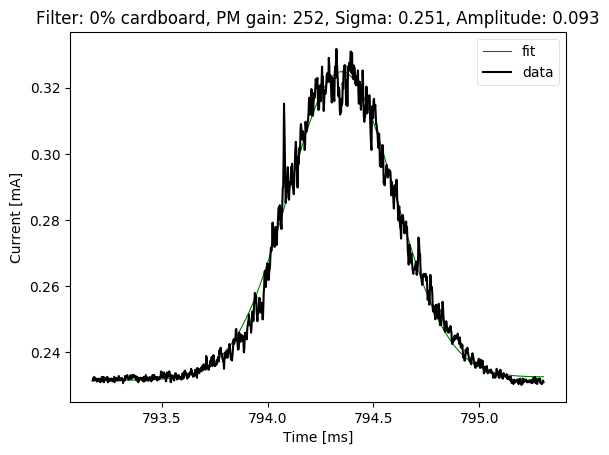 Filter: 0% cardboard, PM gain: 252, Sigma: 0.251, Amplitude: 0.093
fit
data
0.32
0.30
0.28
0.26
0.24
Current [mA]
793.5 794.0 794.5 795.0
Time [ms]